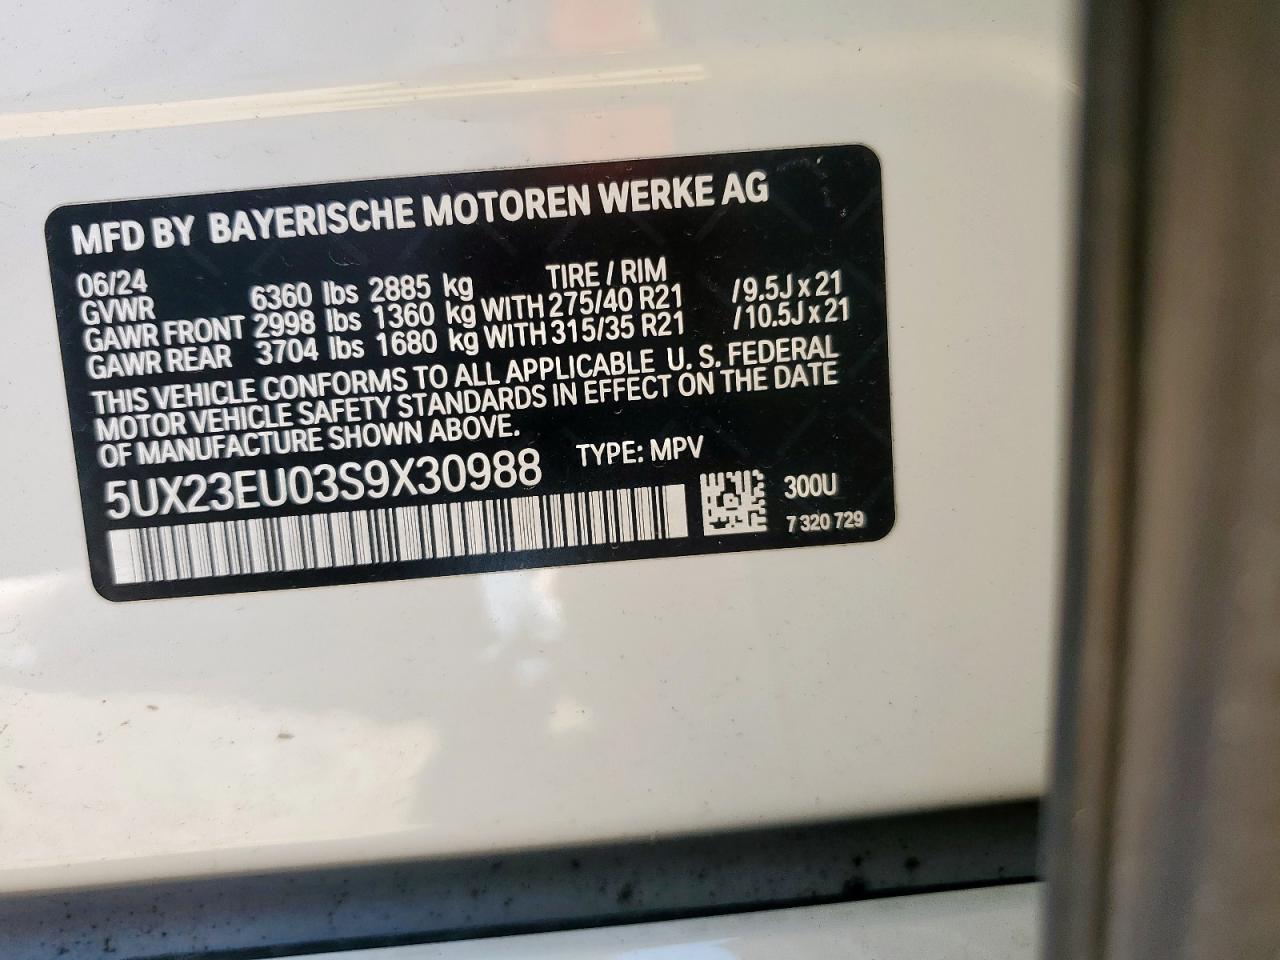 MFD BY BAYERISCHE MOTOREN WERKE AG
06/24 TIRE / RIM
GVWR 6360 lbs 2885 kg
GAWR FRONT 2998 lbs 1360 kg WITH 275/40 R21 /9.5J x 21
GAWR REAR 3704 lbs 1680 kg WITH 315/35 R21 /10.5J x 21
THIS VEHICLE CONFORMS TO ALL APPLICABLE U. S. FEDERAL
MOTOR VEHICLE SAFETY STANDARDS IN EFFECT ON THE DATE
OF MANUFACTURE SHOWN ABOVE.
5UX23EU03S9X30988 TYPE: MPV
300U
7 320 729